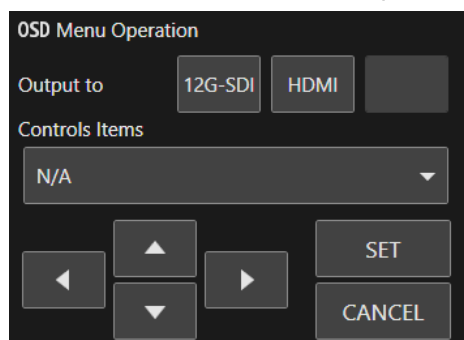 OSD Menu Operation
Output to 12G-SDI HDMI
Controls Items
N/A
SET
CANCEL